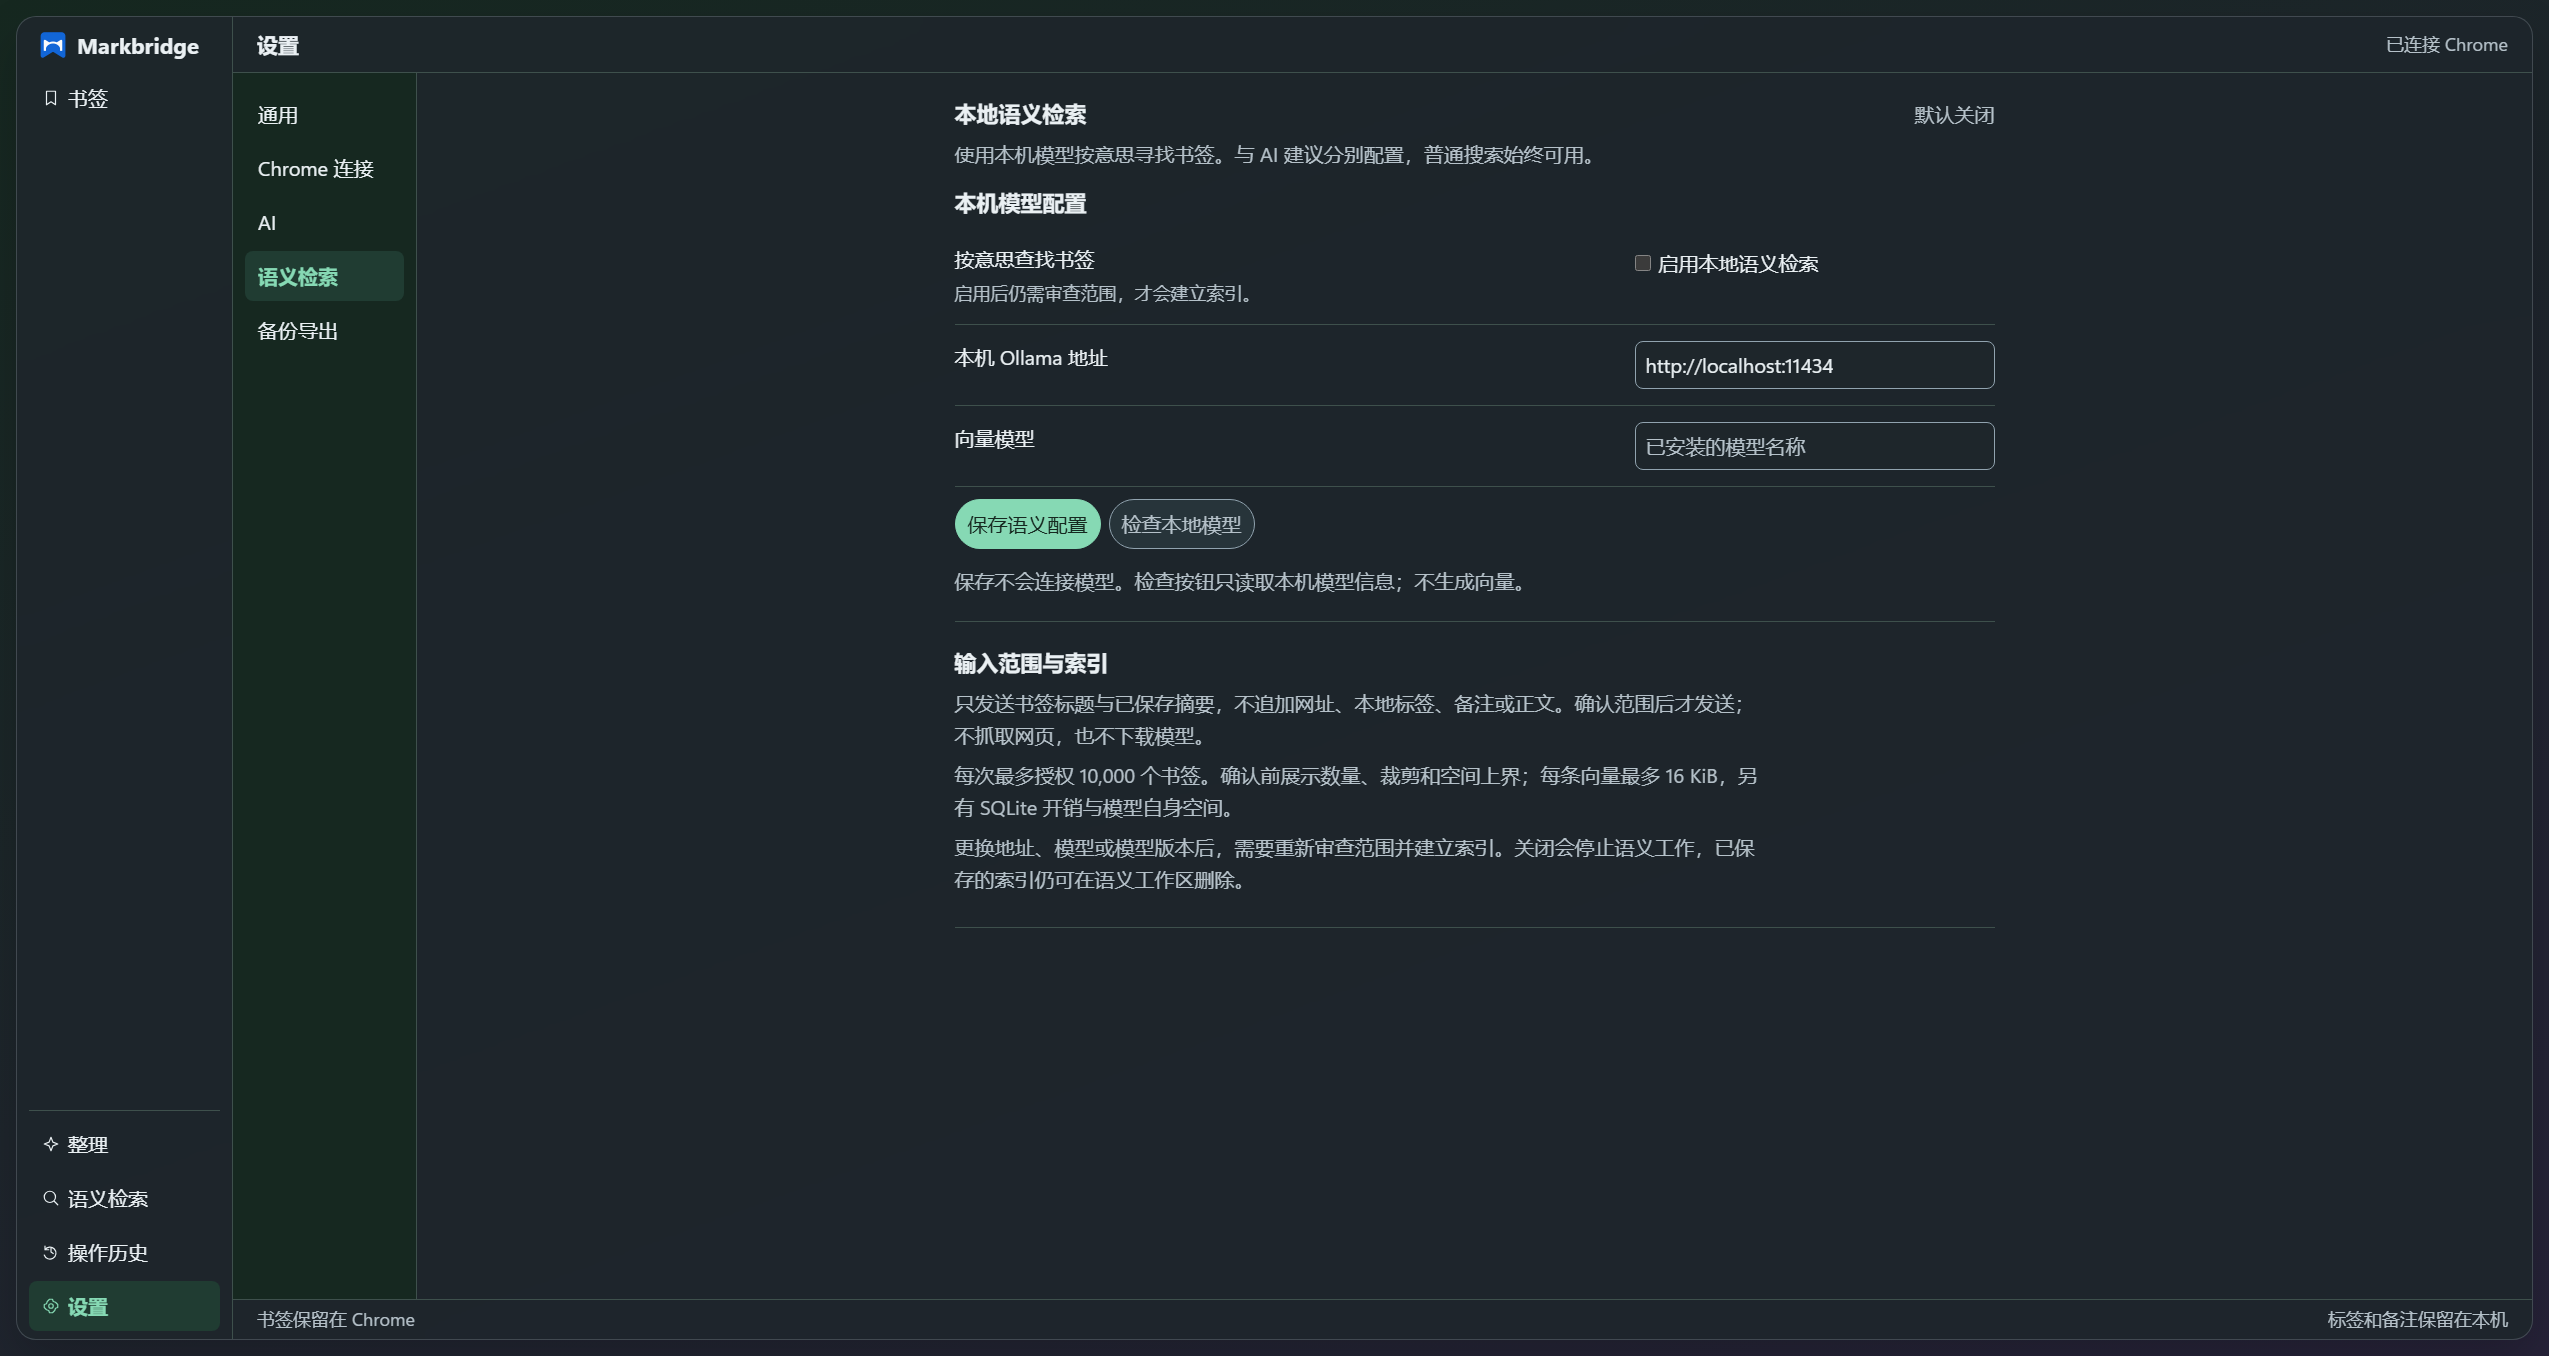 Markbridge
书签
整理
语义检索
操作历史
设置
设置
已连接 Chrome
通用
Chrome 连接
AI
语义检索
备份导出
本地语义检索
默认关闭
使用本机模型按意思寻找书签。与 AI 建议分别配置，普通搜索始终可用。
本机模型配置
按意思查找书签
启用后仍需审查范围，才会建立索引。
启用本地语义检索
本机 Ollama 地址
http://localhost:11434
向量模型
已安装的模型名称
保存语义配置
检查本地模型
保存不会连接模型。检查按钮只读取本机模型信息；不生成向量。
输入范围与索引
只发送书签标题与已保存摘要，不追加网址、本地标签、备注或正文。确认范围后才发送；
不抓取网页，也不下载模型。
每次最多授权 10,000 个书签。确认前展示数量、裁剪和空间上界；每条向量最多 16 KiB，另
有 SQLite 开销与模型自身空间。
更换地址、模型或模型版本后，需要重新审查范围并建立索引。关闭会停止语义工作，已保
存的索引仍可在语义工作区删除。
书签保留在 Chrome
标签和备注保留在本机